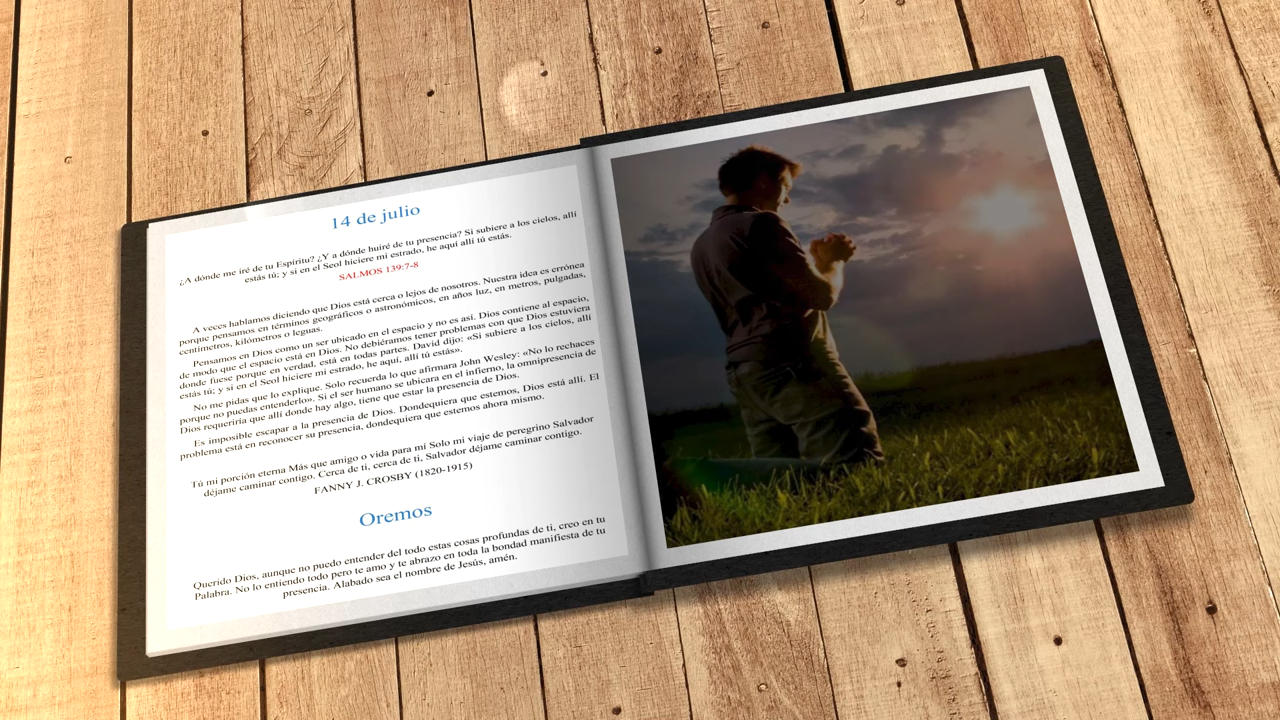 14 de julio
¿A dónde me iré de tu Espíritu? ¿Y a dónde huiré de tu presencia? Si subiere a los cielos, allí
estás tú; y si en el Seol hiciere mi estrado, he aquí allí tú estás.
SALMOS 139:7-8
A veces hablamos diciendo que Dios está cerca o lejos de nosotros. Nuestra idea es errónea
porque pensamos en términos geográficos o astronómicos, en años luz, en metros, pulgadas,
centímetros, kilómetros o leguas.
Pensamos en Dios como un ser ubicado en el espacio y no es así. Dios contiene al espacio,
de modo que el espacio está en Dios. No debiéramos tener problemas con que Dios estuviera
donde fuese porque en verdad, está en todas partes. David dijo: «Si subiere a los cielos, allí
estás tú; y si en el Seol hiciere mi estrado, he aquí, allí tú estás».
No me pidas que lo explique. Solo recuerda lo que afirmara John Wesley: «No lo rechaces
porque no puedas entenderlo». Si el ser humano se ubicara en el infierno, la omnipresencia de
Dios requeriría que allí donde hay algo, tiene que estar la presencia de Dios.
Es imposible escapar a la presencia de Dios. Dondequiera que estemos, Dios está allí. El
problema está en reconocer su presencia, dondequiera que estemos ahora mismo.
Tú mi porción eterna Más que amigo o vida para mí Solo mi viaje de peregrino Salvador
déjame caminar contigo. Cerca de ti, cerca de ti, Salvador déjame caminar contigo.
FANNY J. CROSBY (1820-1915)
Oremos
Querido Dios, aunque no puedo entender del todo estas cosas profundas de ti, creo en tu
Palabra. No lo entiendo todo pero te amo y te abrazo en toda la bondad manifiesta de tu
presencia. Alabado sea el nombre de Jesús, amén.